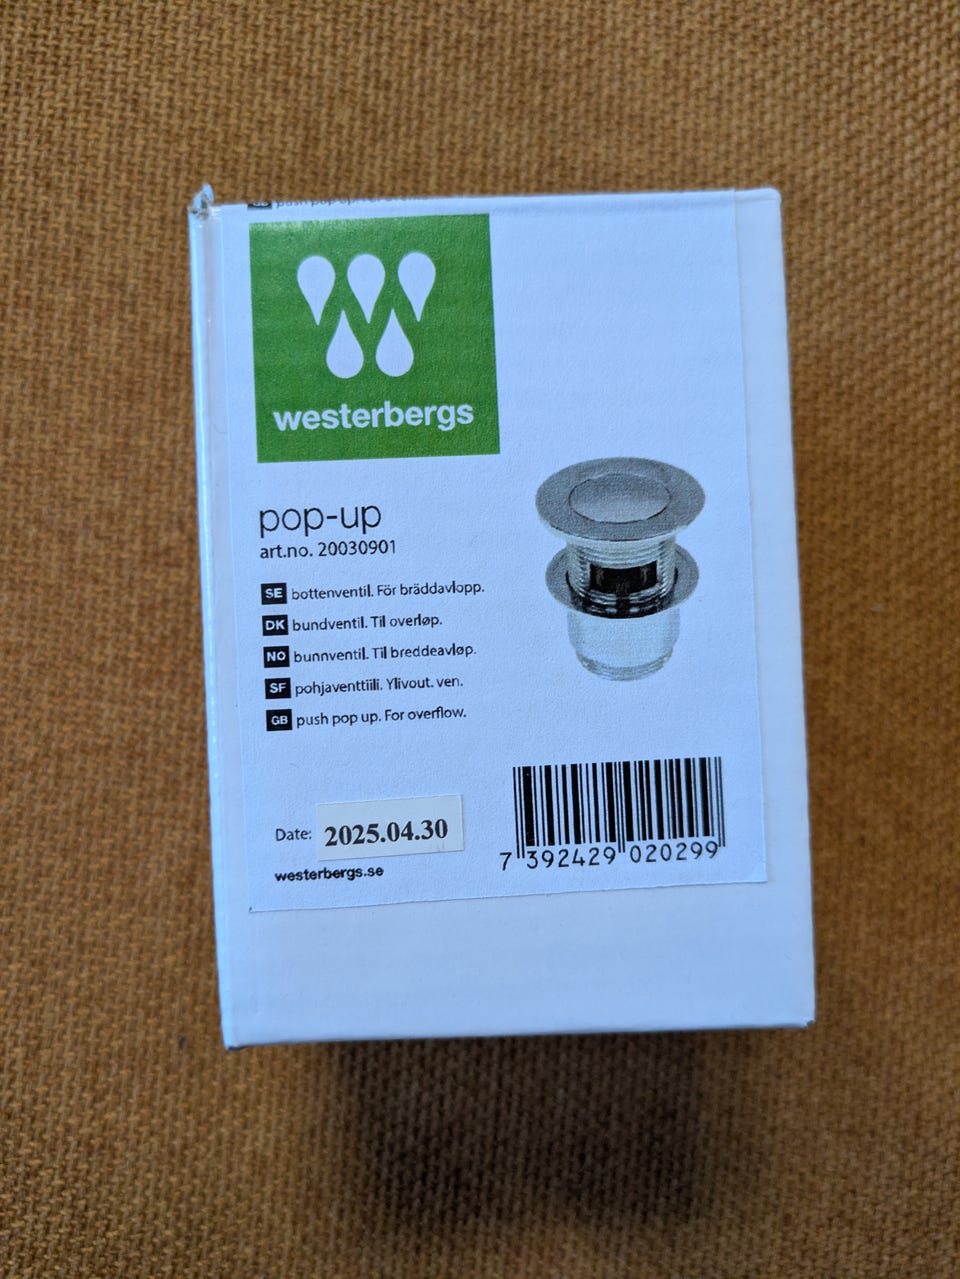 westerbergs
pop-up
art.no. 20030901
SE bottenventil. För bräddavlopp.
DK bundventil. Til overløp.
NO bunnventil. Til breddeavløp.
SF pohjaventtiili. Ylivout. ven.
GB push pop up. For overflow.
Date: 2025.04.30
westerbergs.se
7 392429 020299